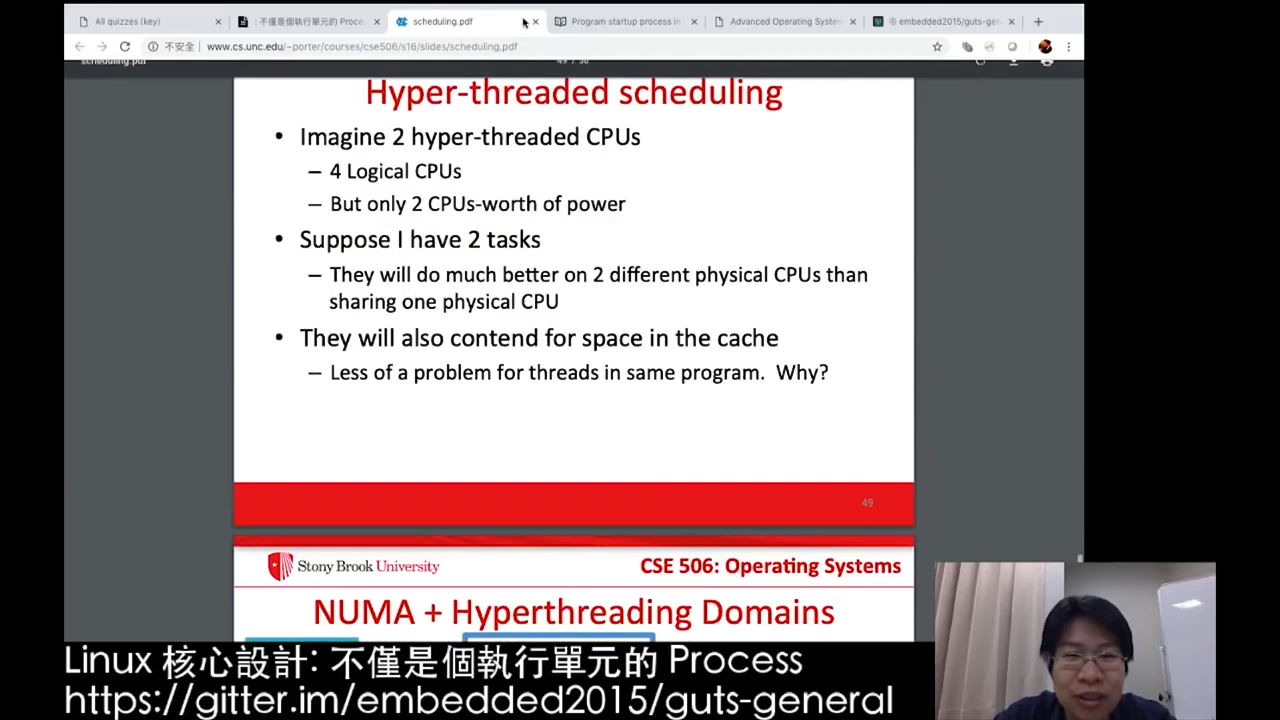 All quizzes (key)
: 不僅是個執行單元的 Proce
scheduling.pdf
Program startup process in
Advanced Operating System
embedded2015/guts-gen
不安全
www.cs.unc.edu/~porter/courses/cse506/s16/slides/scheduling.pdf
scheduling.pdf
Hyper-threaded scheduling
• Imagine 2 hyper-threaded CPUs
– 4 Logical CPUs
– But only 2 CPUs-worth of power
• Suppose I have 2 tasks
– They will do much better on 2 different physical CPUs than
sharing one physical CPU
• They will also contend for space in the cache
– Less of a problem for threads in same program. Why?
49
Stony Brook University
CSE 506: Operating Systems
NUMA + Hyperthreading Domains
Linux 核心設計: 不僅是個執行單元的 Process
https://gitter.im/embedded2015/guts-general